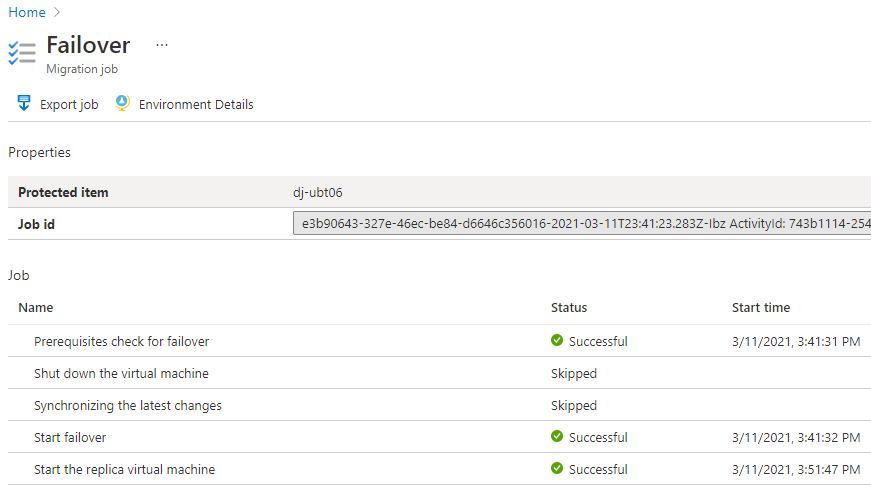 Home
Failover ...
Migration job
Export job Environment Details
Properties
Protected item dj-ubt06
Job id e3b90643-327e-46ec-be84-d6646c356016-2021-03-11T23:41:23.283Z-Ibz ActivityId: 743b1114-254
Job
Name Status Start time
Prerequisites check for failover Successful 3/11/2021, 3:41:31 PM
Shut down the virtual machine Skipped
Synchronizing the latest changes Skipped
Start failover Successful 3/11/2021, 3:41:32 PM
Start the replica virtual machine Successful 3/11/2021, 3:51:47 PM